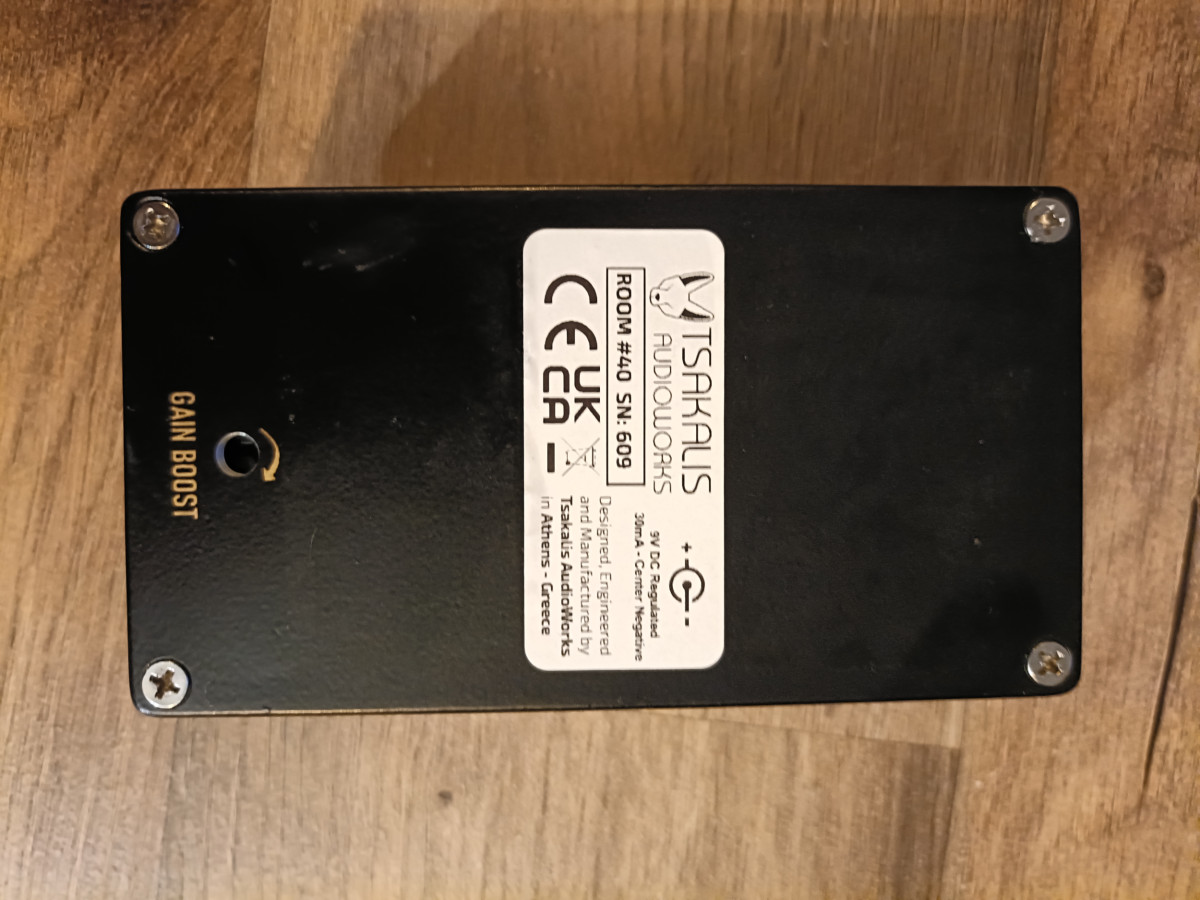 TSAKALIS
AUDIOWORKS
ROOM #40 SN: 609
CE UK
CA
+ -
9V DC Regulated
30mA - Center Negative
Designed, Engineered
and Manufactured by
Tsakalis AudioWorks
in Athens - Greece
GAIN BOOST